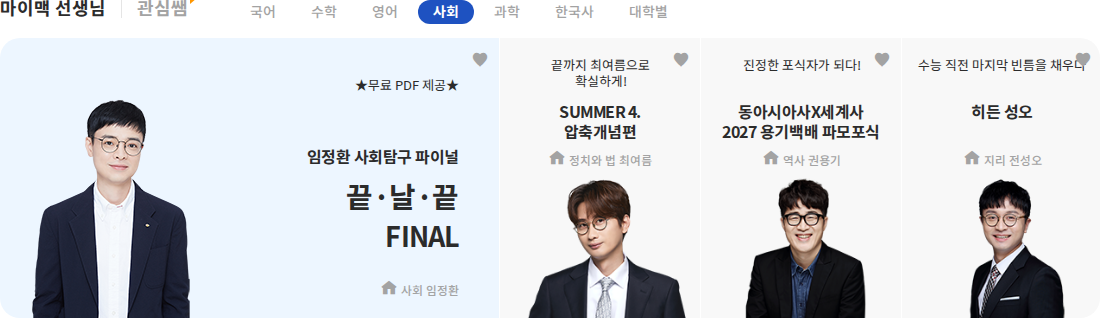 마이맥 선생님
관심쌤
국어
수학
영어
사회
과학
한국사
대학별
★무료 PDF 제공★
임정환 사회탐구 파이널
끝·날·끝
FINAL
사회 임정환
끝까지 최여름으로
확실하게!
SUMMER 4.
압축개념편
정치와 법 최여름
진정한 포식자가 되다!
동아시아사X세계사
2027 용기백배 파모포식
역사 권용기
수능 직전 마지막 빈틈을 채우다
히든 성오
지리 전성오